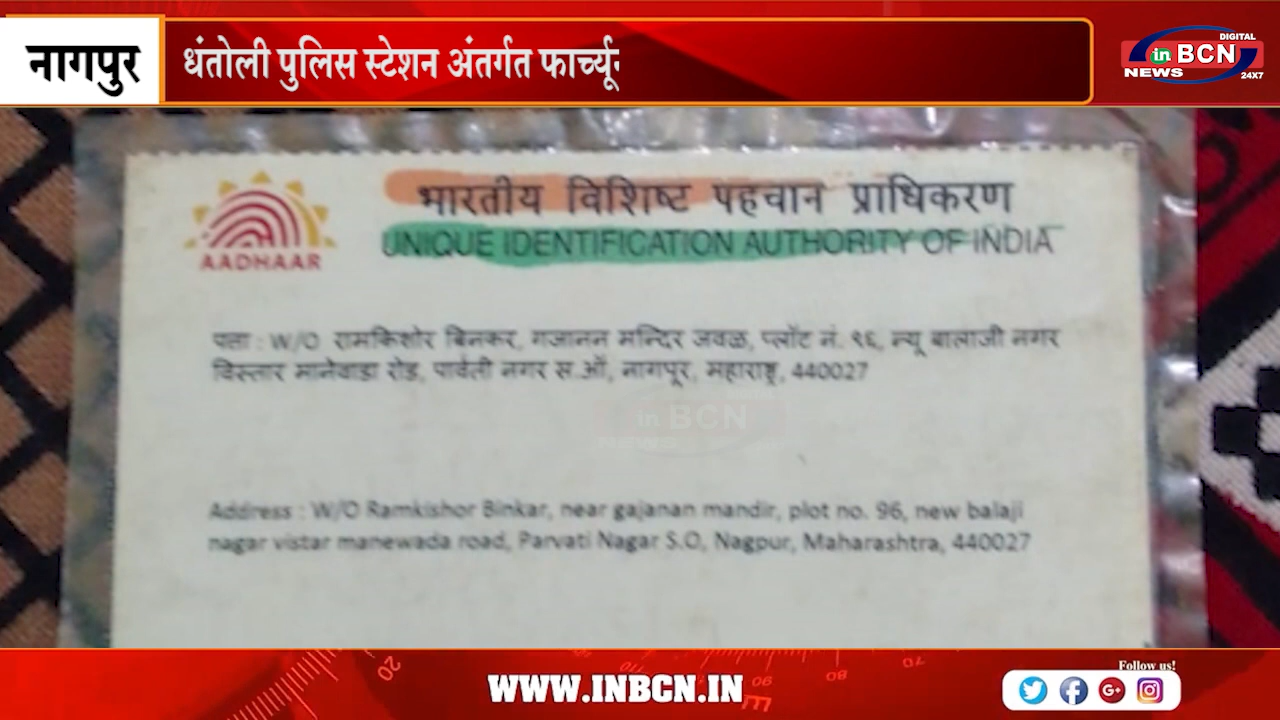 नागपुर
धंतोली पुलिस स्टेशन अंतर्गत
DIGITAL
in BCN
NEWS
24X7
AADHAAR
भारतीय विशिष्ट पहचान प्राधिकरण
UNIQUE IDENTIFICATION AUTHORITY OF INDIA
पत्ता : W/O रामकिशोर बिनकर, गजानन मन्दिर जवळ, प्लॉट नं. ९६, न्यू बालाजी नगर
विस्तार मानेवाडा रोड, पार्वती नगर स.ओ, नागपूर, महाराष्ट्र, 440027
in BCN
NEWS
Address : W/O Ramkishor Binkar, near gajanan mandir, plot no. 96, new balaji
nagar vistar manewada road, Parvati Nagar S.O, Nagpur, Maharashtra, 440027
WWW.INBCN.IN
Follow us!